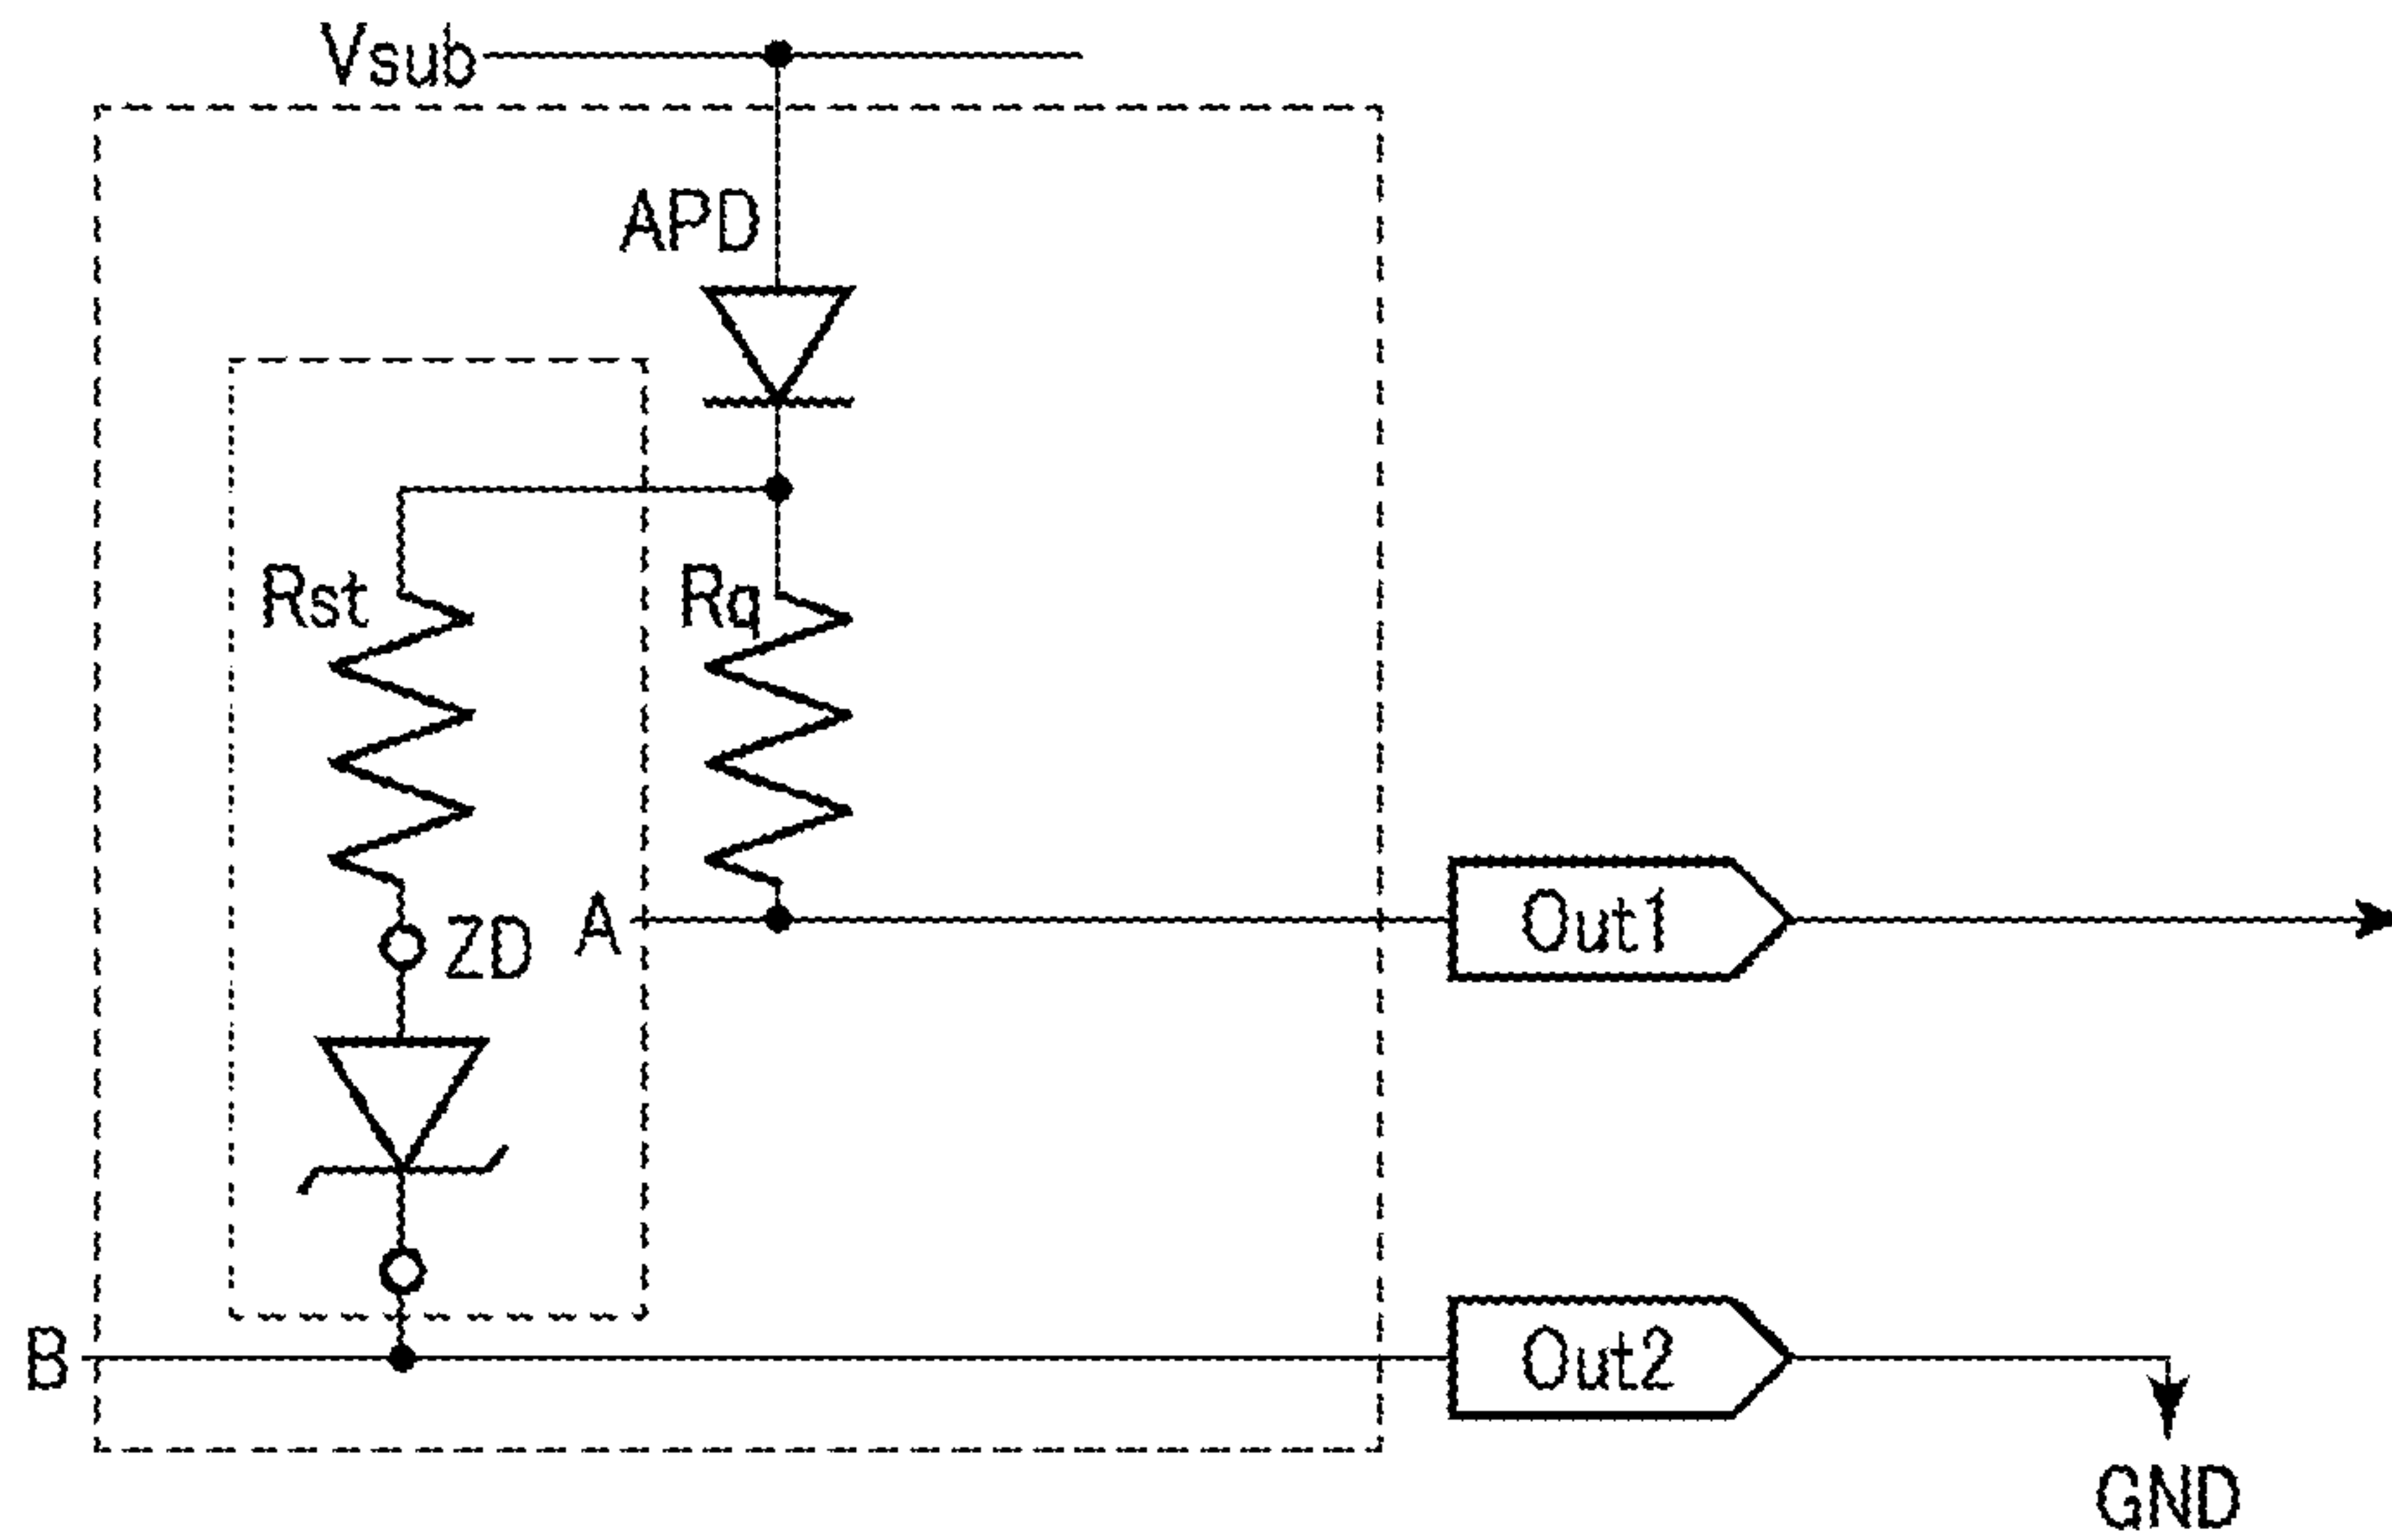 Vsub
APD
Rst
Rq
A
ZD
Out1
B
Out2
GND